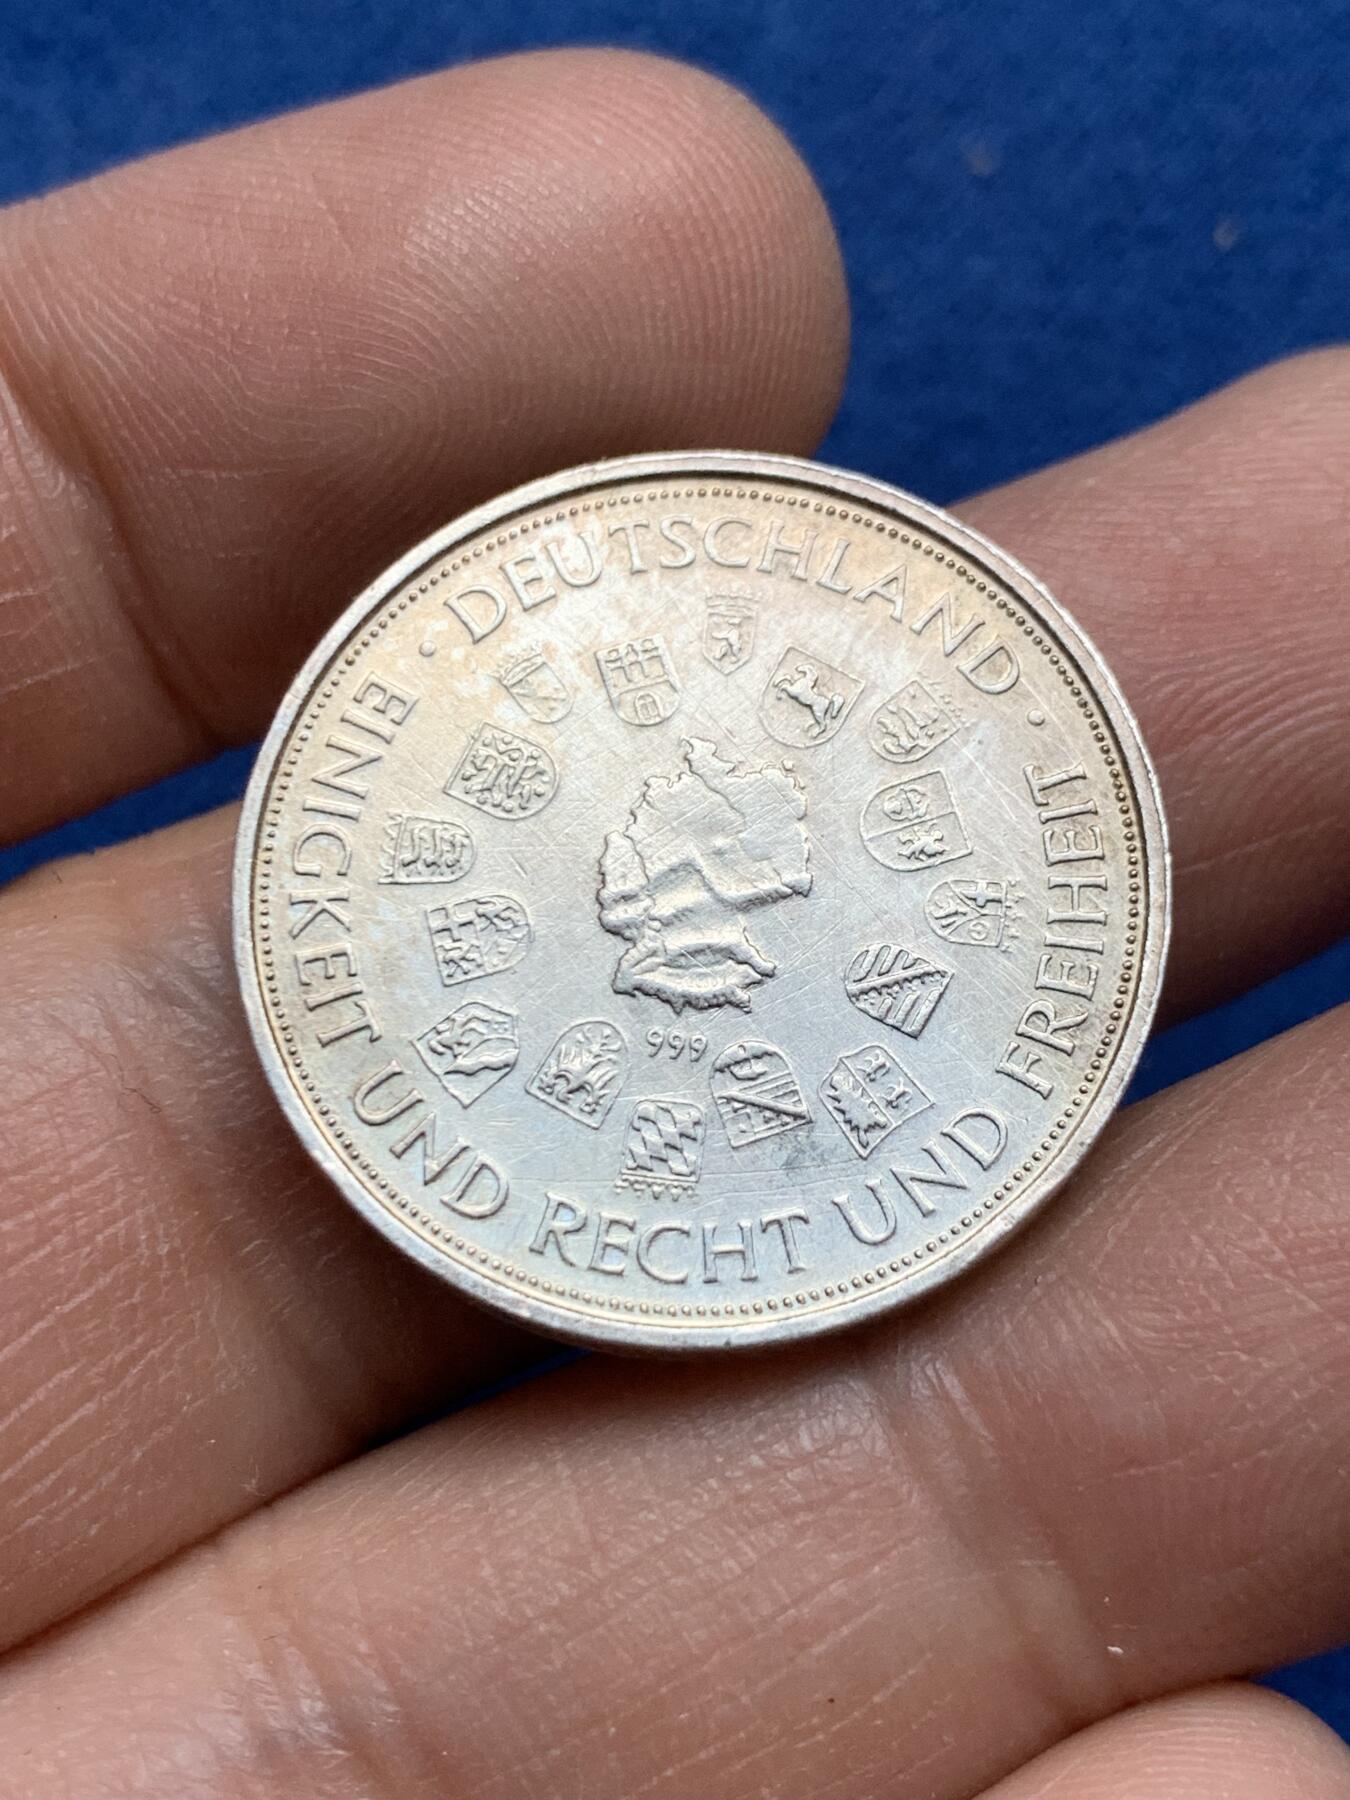 · DEUTSCHLAND ·
EINIGKEIT UND RECHT UND FREIHEIT
999